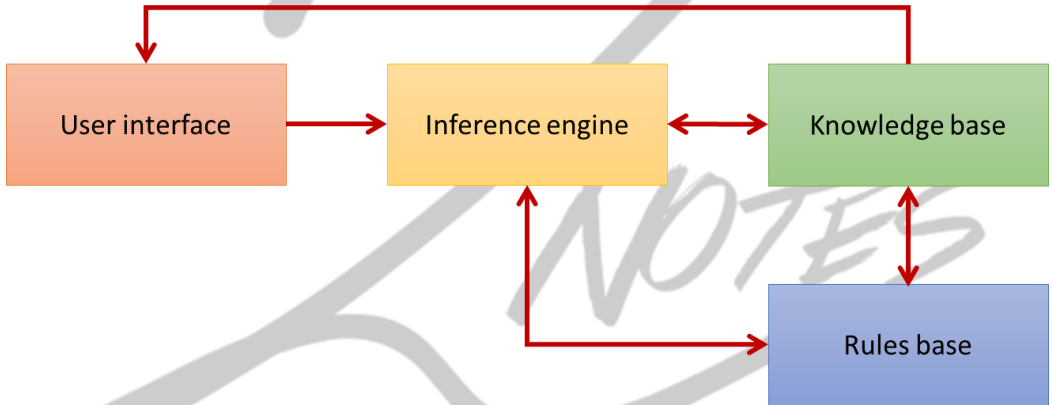 User interface
Inference engine
Knowledge base
NOTES
Rules base